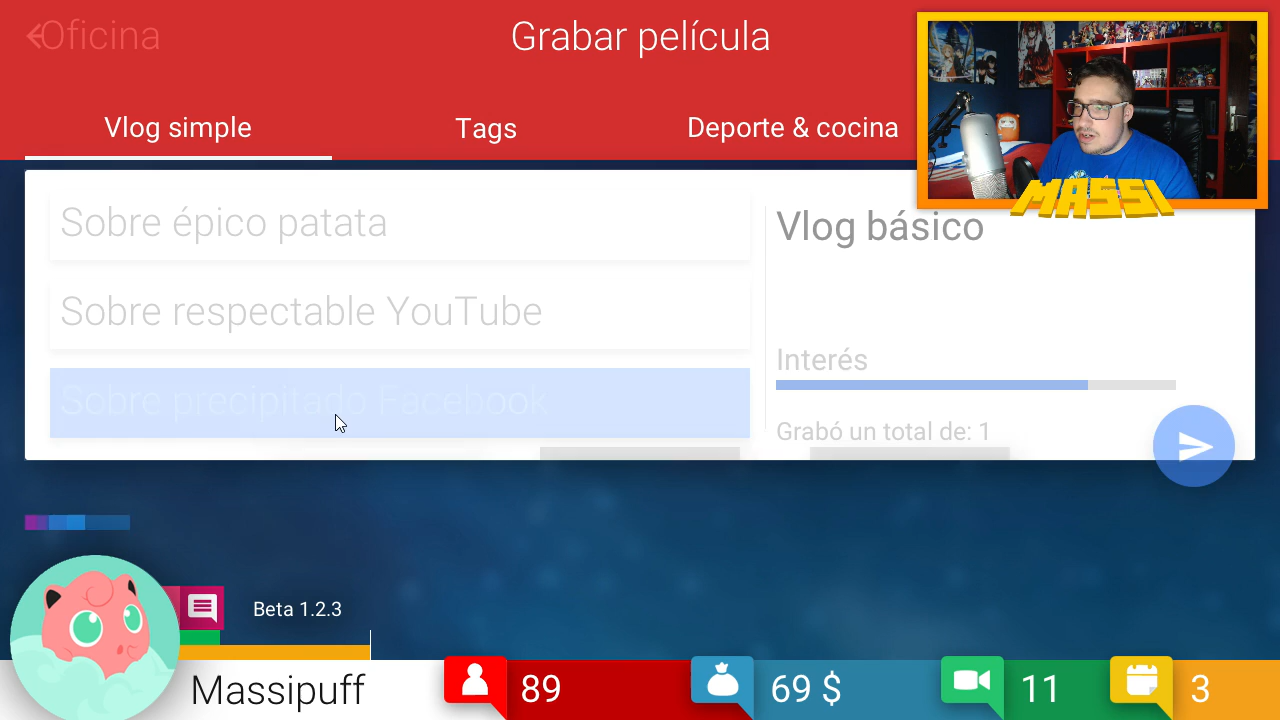 Oficina
Grabar película
Vlog simple
Tags
Deporte & cocina
MASSI
Sobre épico patata
Sobre respectable YouTube
Sobre precipitado Facebook
Vlog básico
Interés
Grabó un total de: 1
Beta 1.2.3
Massipuff
89
69 $
11
3